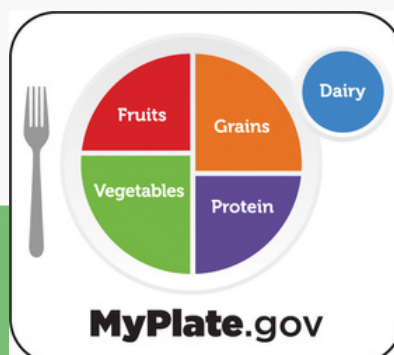 Dairy
Fruits
Grains
Vegetables
Protein
MyPlate.gov